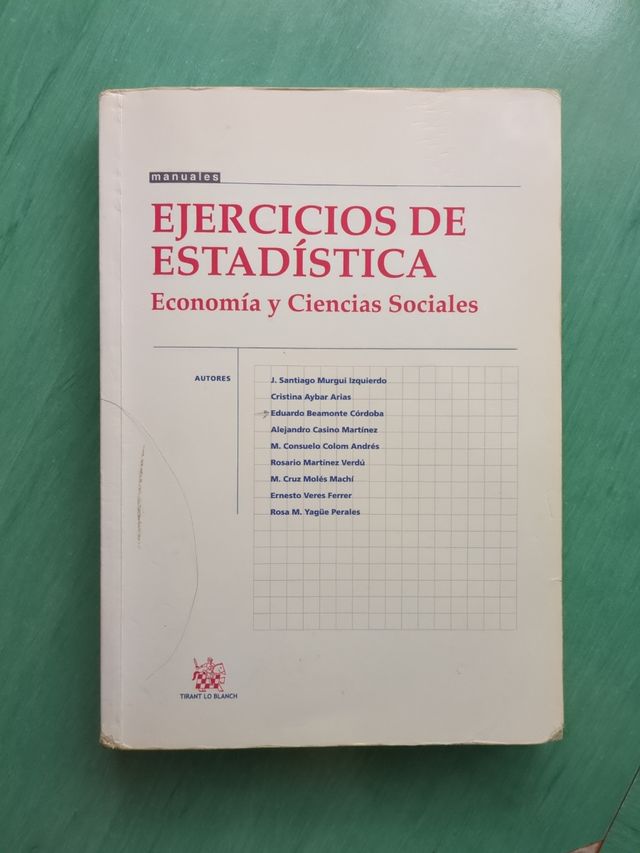 manuales
EJERCICIOS DE
ESTADÍSTICA
Economía y Ciencias Sociales
AUTORES
J. Santiago Murgui Izquierdo
Cristina Aybar Arias
Eduardo Beamonte Córdoba
Alejandro Casino Martínez
M. Consuelo Colom Andrés
Rosario Martínez Verdú
M. Cruz Molés Machí
Ernesto Veres Ferrer
Rosa M. Yagüe Perales
TIRANT LO BLANCH